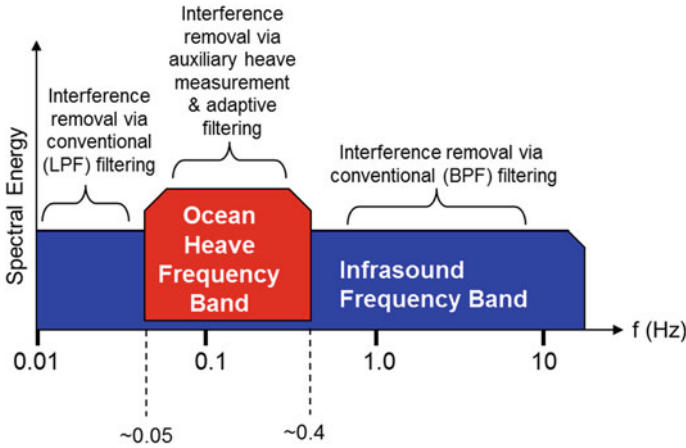 Interference
removal via
auxiliary heave
measurement
& adaptive
filtering
Interference
removal via
conventional
(LPF) filtering
Interference removal via
conventional (BPF) filtering
Spectral Energy
Ocean
Heave
Frequency
Band
Infrasound
Frequency Band
f (Hz)
0.01
0.1
1.0
10
~0.05
~0.4